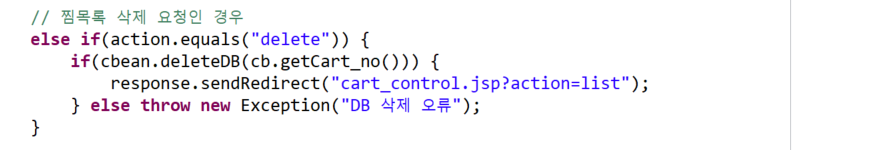 // 찜목록 삭제 요청인 경우
else if(action.equals("delete")) {
    if(cbean.deleteDB(cb.getCart_no())) {
        response.sendRedirect("cart_control.jsp?action=list");
    } else throw new Exception("DB 삭제 오류");
}